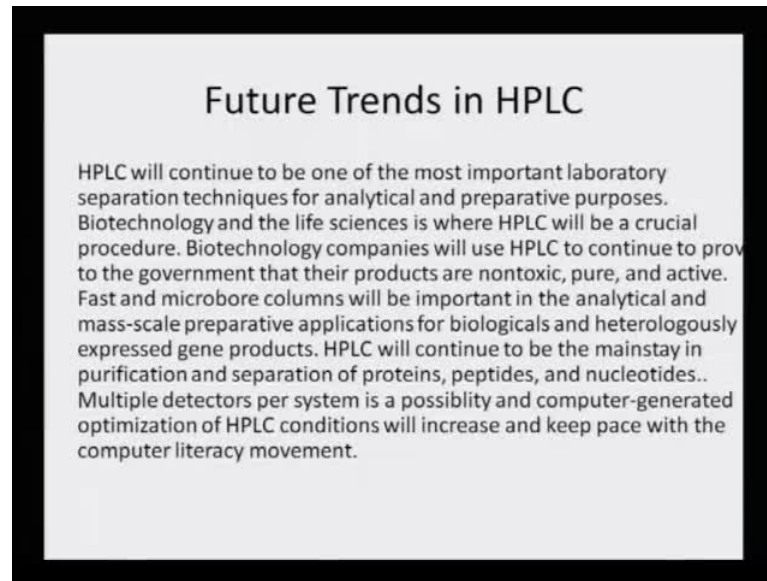 Future Trends in HPLC
HPLC will continue to be one of the most important laboratory
separation techniques for analytical and preparative purposes.
Biotechnology and the life sciences is where HPLC will be a crucial
procedure. Biotechnology companies will use HPLC to continue to prov
to the government that their products are nontoxic, pure, and active.
Fast and microbore columns will be important in the analytical and
mass-scale preparative applications for biologicals and heterologously
expressed gene products. HPLC will continue to be the mainstay in
purification and separation of proteins, peptides, and nucleotides..
Multiple detectors per system is a possiblity and computer-generated
optimization of HPLC conditions will increase and keep pace with the
computer literacy movement.